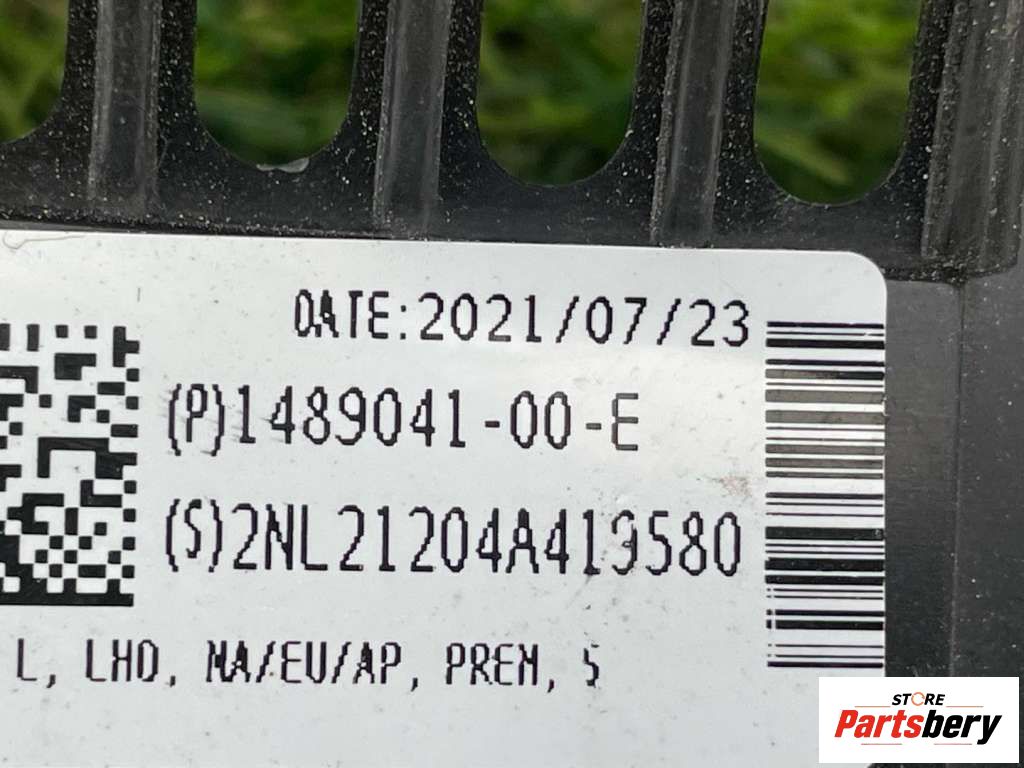 DATE:2021/07/23
(P)1489041-00-E
(S)2NL21204A419580
L, LHD, NA/EU/AP, PREM, S
STORE
Partsbery